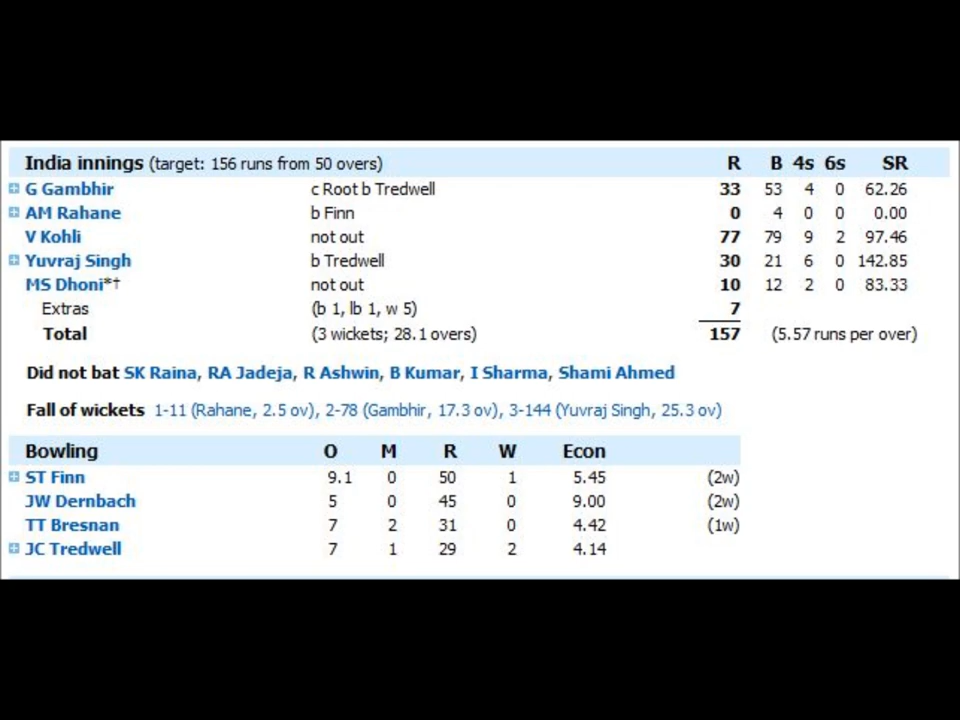 India innings (target: 156 runs from 50 overs) R B 4s 6s SR
G Gambhir c Root b Tredwell 33 53 4 0 62.26
AM Rahane b Finn 0 4 0 0 0.00
V Kohli not out 77 79 9 2 97.46
Yuvraj Singh b Tredwell 30 21 6 0 142.85
MS Dhoni*† not out 10 12 2 0 83.33
Extras (b 1, lb 1, w 5) 7
Total (3 wickets; 28.1 overs) 157 (5.57 runs per over)
Did not bat SK Raina, RA Jadeja, R Ashwin, B Kumar, I Sharma, Shami Ahmed
Fall of wickets 1-11 (Rahane, 2.5 ov), 2-78 (Gambhir, 17.3 ov), 3-144 (Yuvraj Singh, 25.3 ov)
Bowling O M R W Econ
ST Finn 9.1 0 50 1 5.45 (2w)
JW Dernbach 5 0 45 0 9.00 (2w)
TT Bresnan 7 2 31 0 4.42 (1w)
JC Tredwell 7 1 29 2 4.14